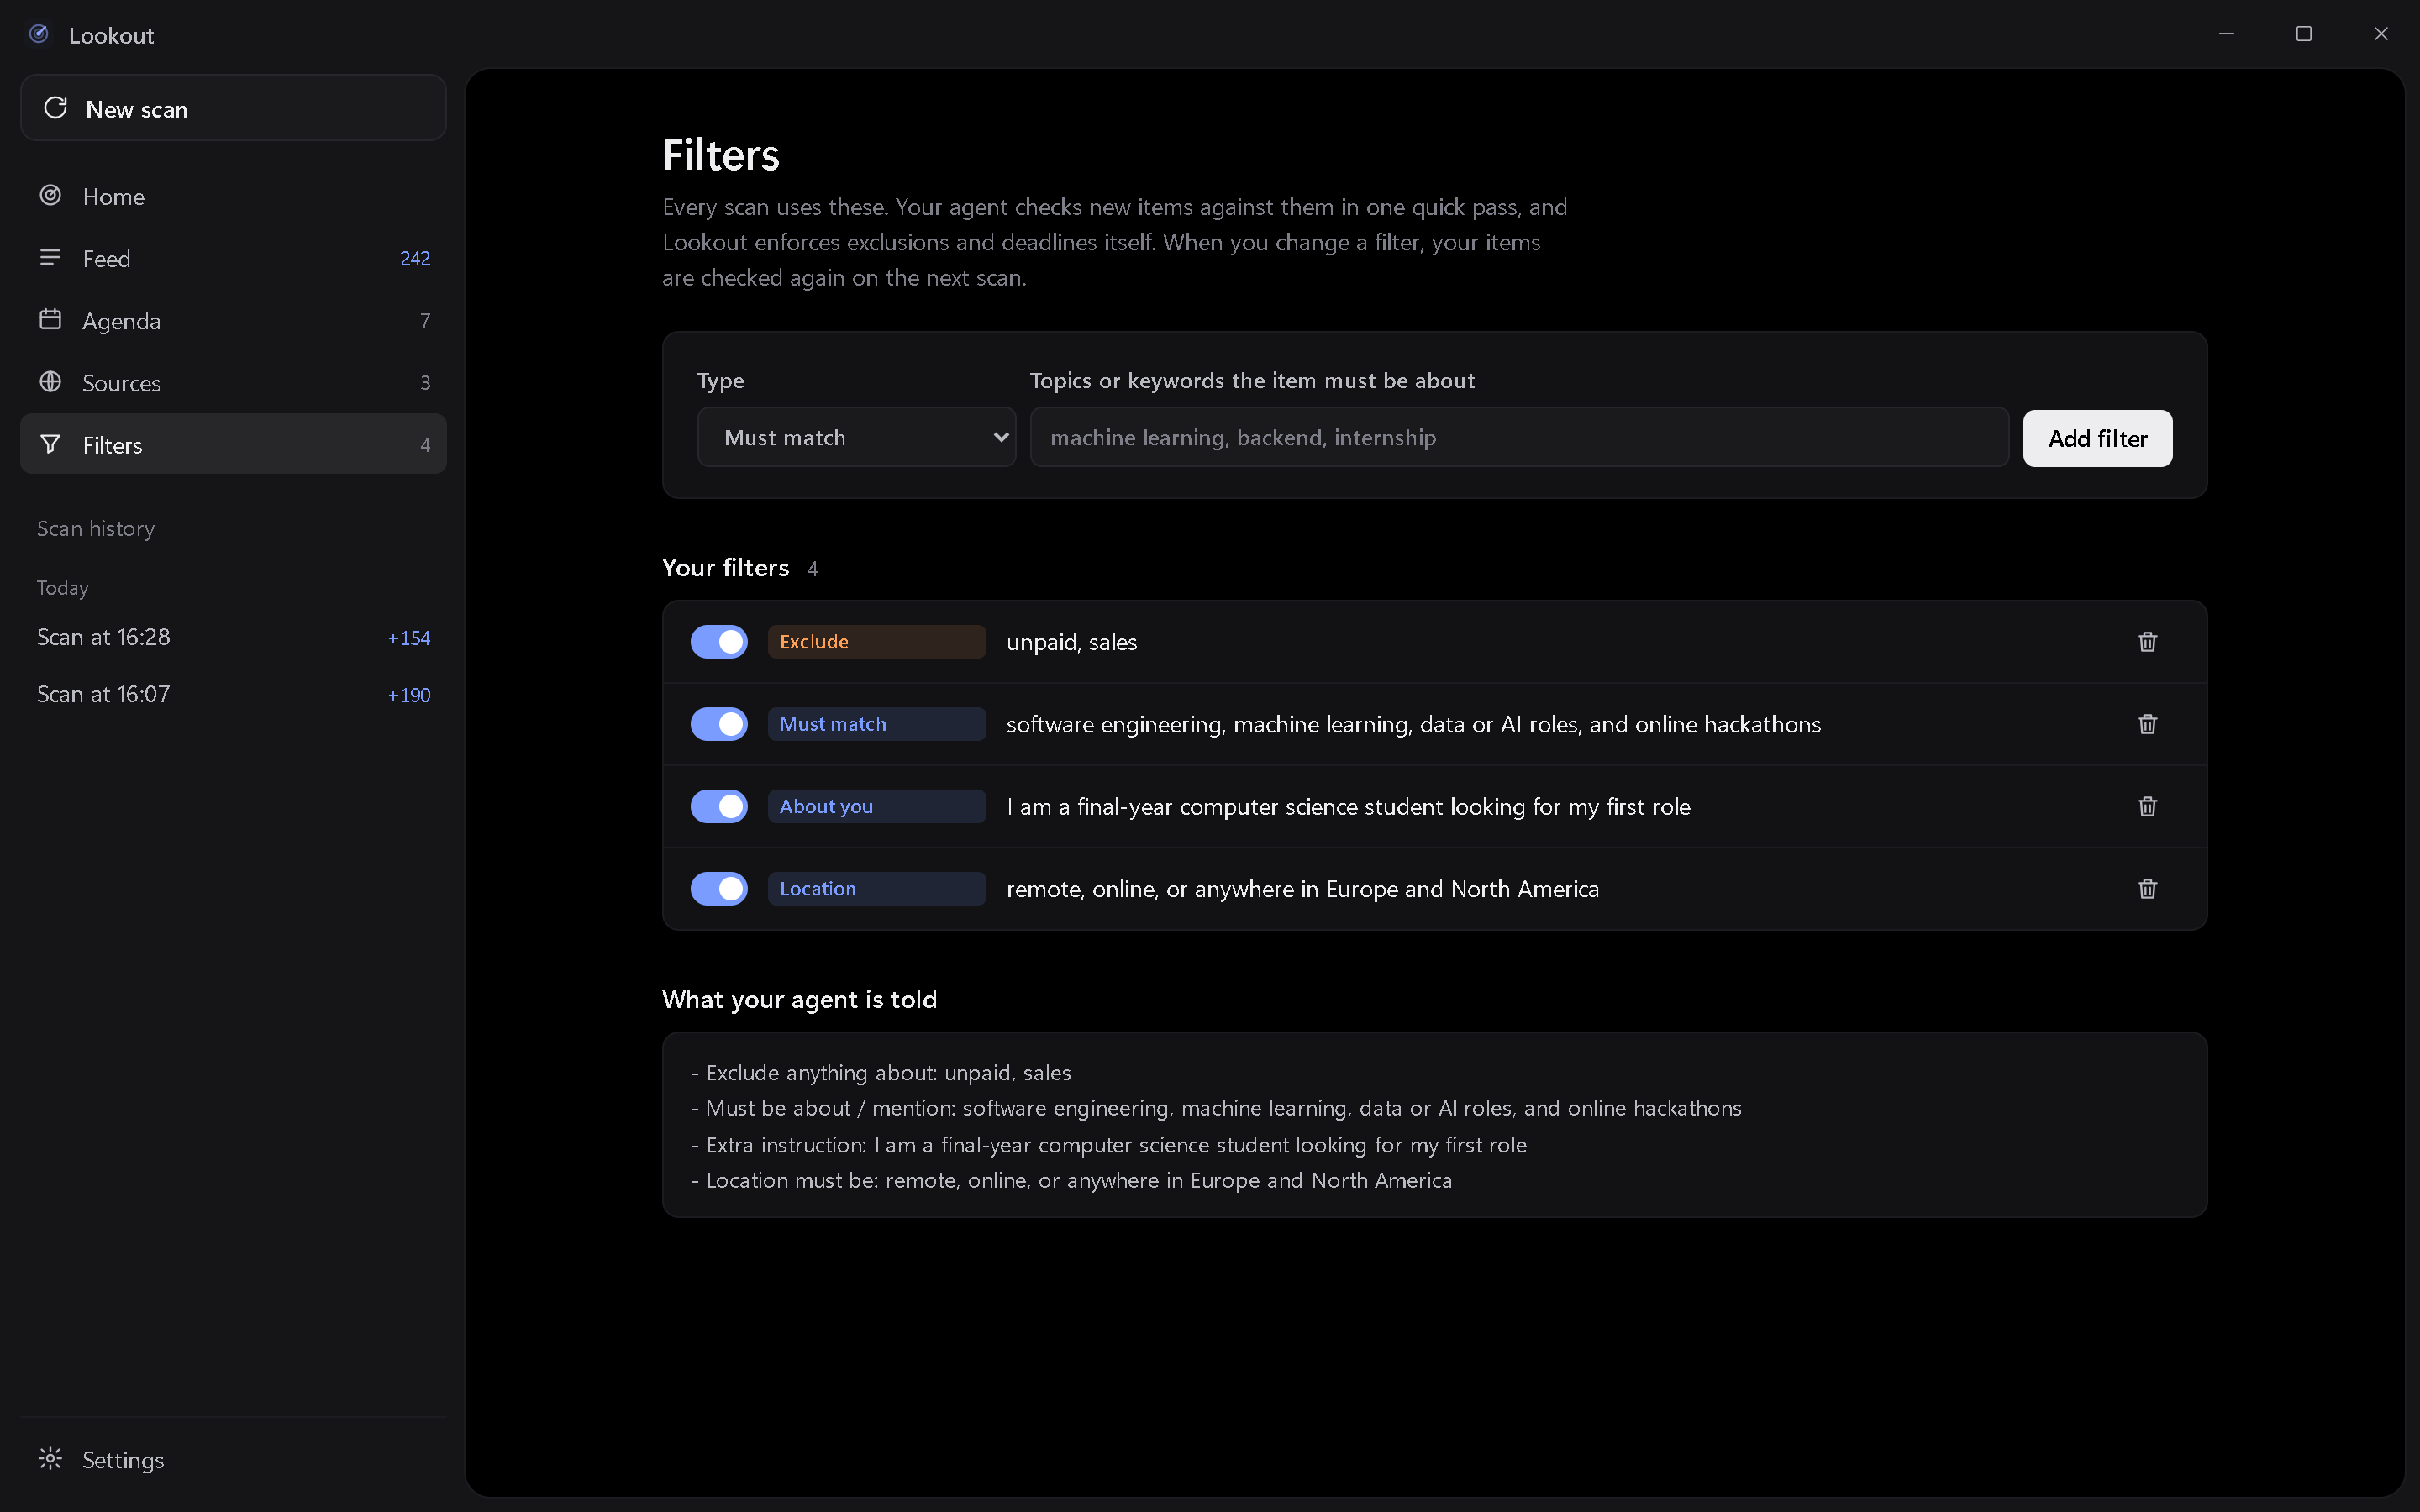 Lookout
New scan
Home
Feed 242
Agenda 7
Sources 3
Filters 4
Scan history
Today
Scan at 16:28 +154
Scan at 16:07 +190
Settings
Filters
Every scan uses these. Your agent checks new items against them in one quick pass, and
Lookout enforces exclusions and deadlines itself. When you change a filter, your items
are checked again on the next scan.
Type
Must match
Topics or keywords the item must be about
machine learning, backend, internship
Add filter
Your filters 4
Exclude unpaid, sales
Must match software engineering, machine learning, data or AI roles, and online hackathons
About you I am a final-year computer science student looking for my first role
Location remote, online, or anywhere in Europe and North America
What your agent is told
- Exclude anything about: unpaid, sales
- Must be about / mention: software engineering, machine learning, data or AI roles, and online hackathons
- Extra instruction: I am a final-year computer science student looking for my first role
- Location must be: remote, online, or anywhere in Europe and North America